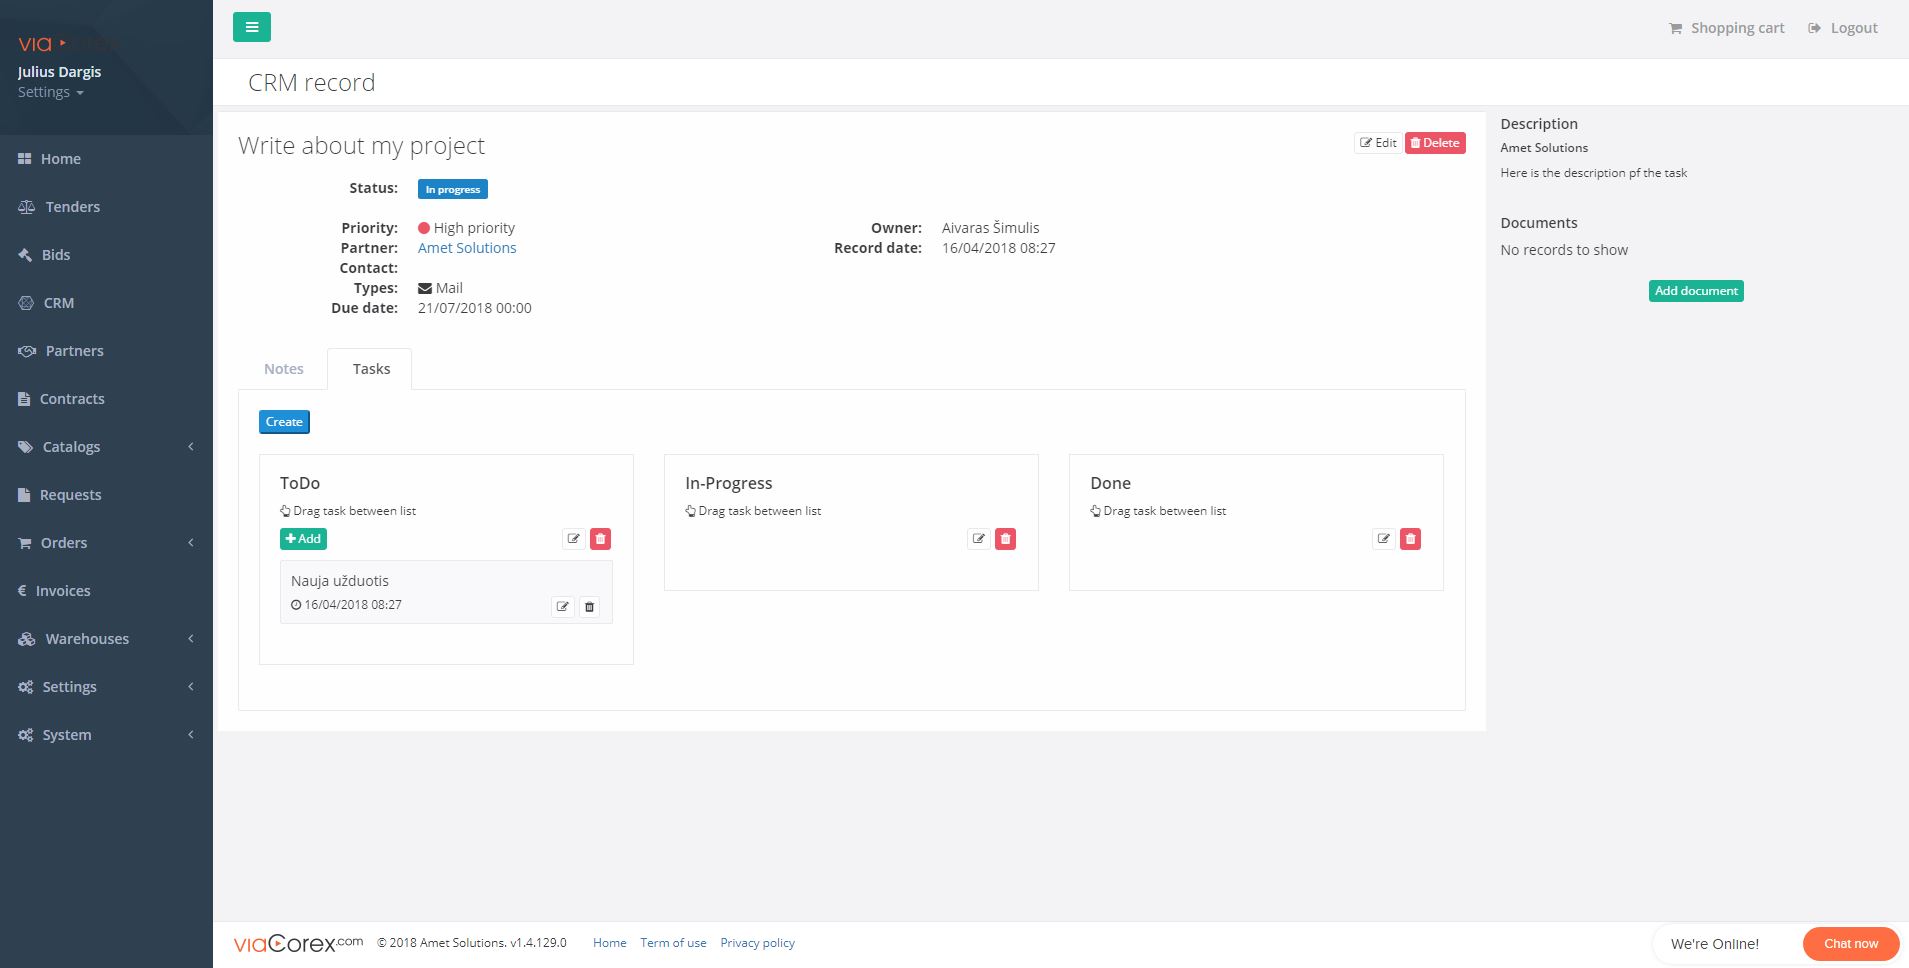 via
Julius Dargis
Settings
Home
Tenders
Bids
CRM
Partners
Contracts
Catalogs
Requests
Orders
Invoices
Warehouses
Settings
System
Shopping cart
Logout
CRM record
Write about my project
Edit
Delete
Status: In progress
Priority: High priority
Partner: Amet Solutions
Contact:
Types: Mail
Due date: 21/07/2018 00:00
Owner: Aivaras Šimulis
Record date: 16/04/2018 08:27
Notes
Tasks
Create
ToDo
Drag task between list
Add
Nauja užduotis
16/04/2018 08:27
In-Progress
Drag task between list
Done
Drag task between list
Description
Amet Solutions
Here is the description pf the task
Documents
No records to show
Add document
viaCorex.com © 2018 Amet Solutions. v1.4.129.0 Home Term of use Privacy policy
We're Online!
Chat now